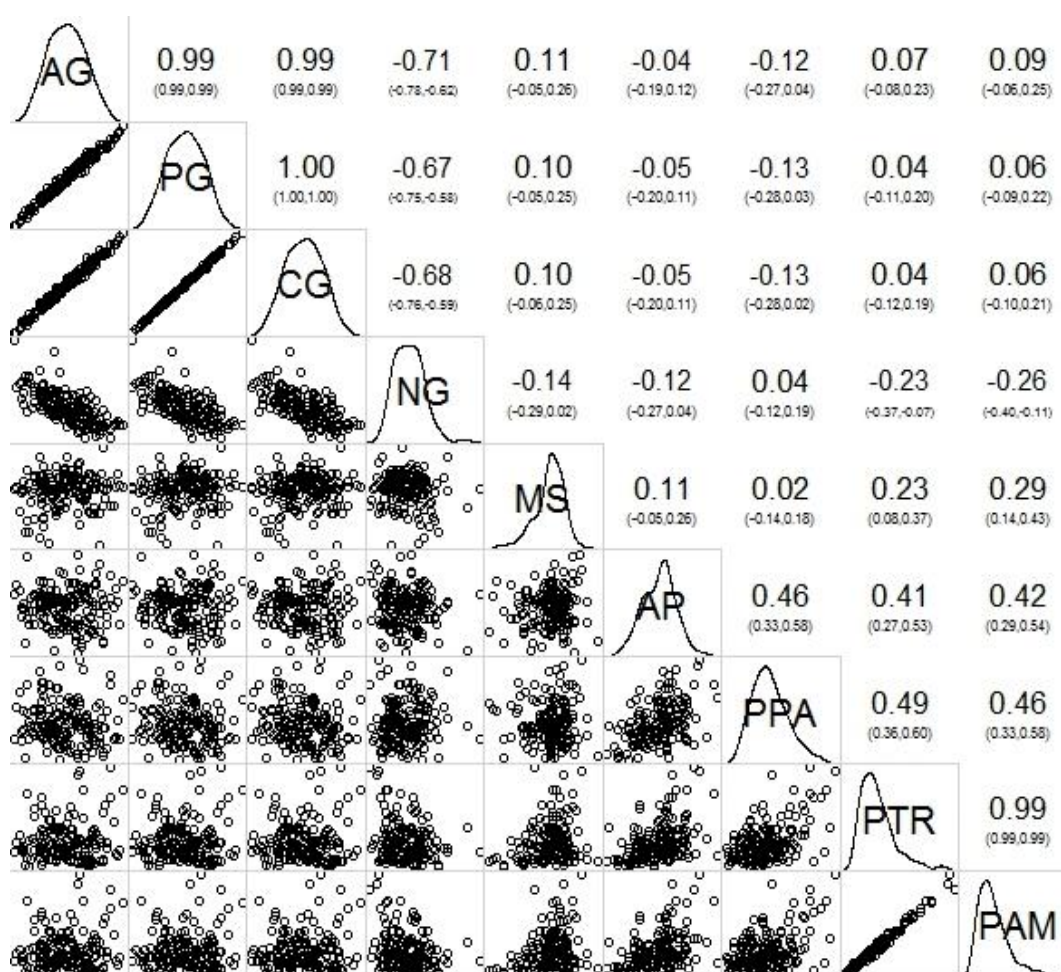 AG 0.99 0.99 -0.71 0.11 -0.04 -0.12 0.07 0.09
(0.99,0.99) (0.99,0.99) (-0.78,-0.62) (-0.05,0.26) (-0.19,0.12) (-0.27,0.04) (-0.08,0.23) (-0.06,0.25)
PG 1.00 -0.67 0.10 -0.05 -0.13 0.04 0.06
(1.00,1.00) (-0.75,-0.58) (-0.05,0.25) (-0.20,0.11) (-0.28,0.03) (-0.11,0.20) (-0.09,0.22)
CG -0.68 0.10 -0.05 -0.13 0.04 0.06
(-0.76,-0.59) (-0.06,0.25) (-0.20,0.11) (-0.28,0.02) (-0.12,0.19) (-0.10,0.21)
NG -0.14 -0.12 0.04 -0.23 -0.26
(-0.29,0.02) (-0.27,0.04) (-0.12,0.19) (-0.37,-0.07) (-0.40,-0.11)
MS 0.11 0.02 0.23 0.29
(-0.05,0.26) (-0.14,0.18) (0.08,0.37) (0.14,0.43)
AP 0.46 0.41 0.42
(0.33,0.58) (0.27,0.53) (0.29,0.54)
PPA 0.49 0.46
(0.36,0.60) (0.33,0.58)
PTR 0.99
(0.99,0.99)
PAM